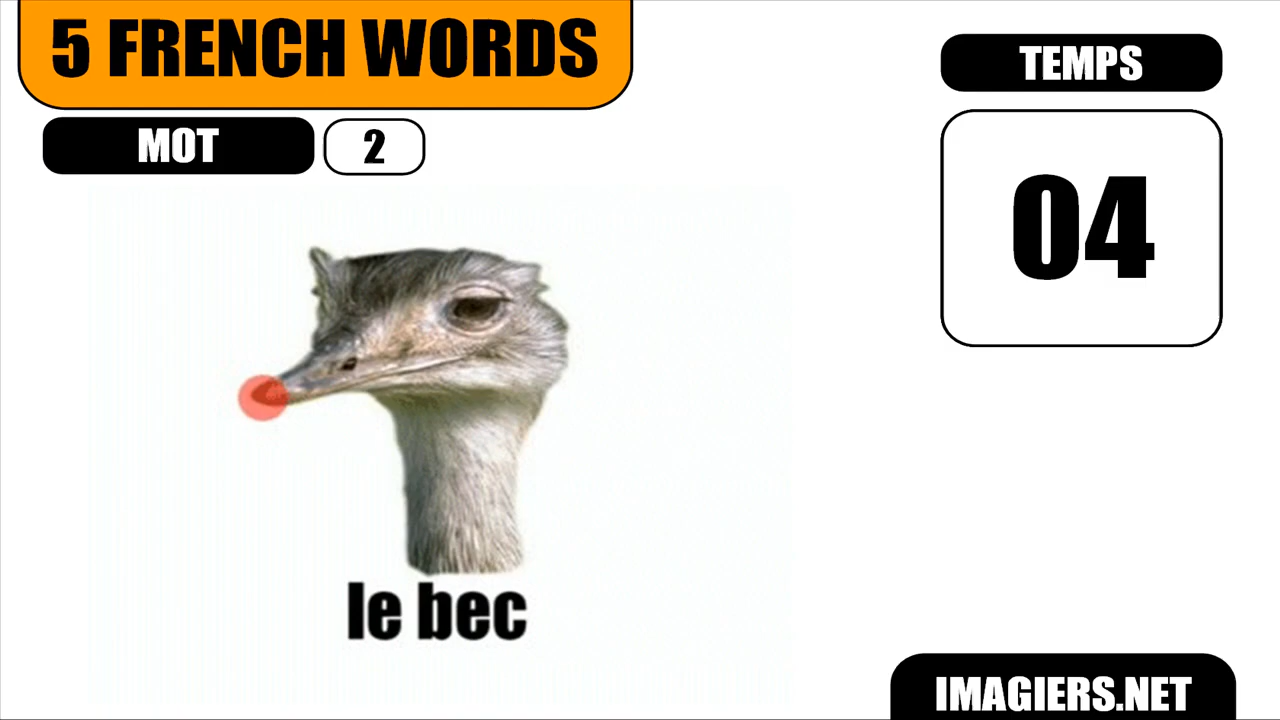 5 FRENCH WORDS
TEMPS
MOT 2
04
le bec
IMAGIERS.NET